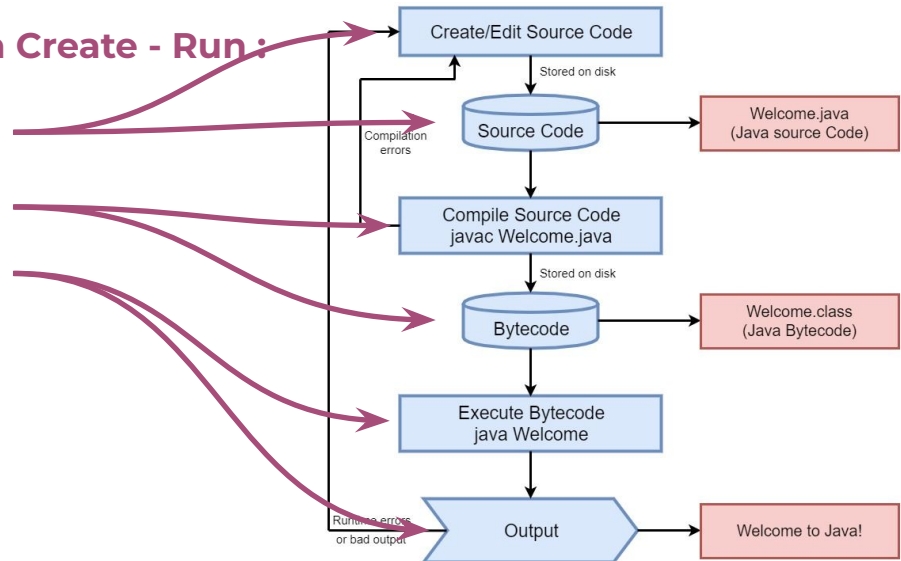 Create - Run :
Create/Edit Source Code
Stored on disk
Source Code
Welcome.java
(Java source Code)
Compilation
errors
Compile Source Code
javac Welcome.java
Stored on disk
Bytecode
Welcome.class
(Java Bytecode)
Execute Bytecode
java Welcome
Runtime errors
or bad output
Output
Welcome to Java!